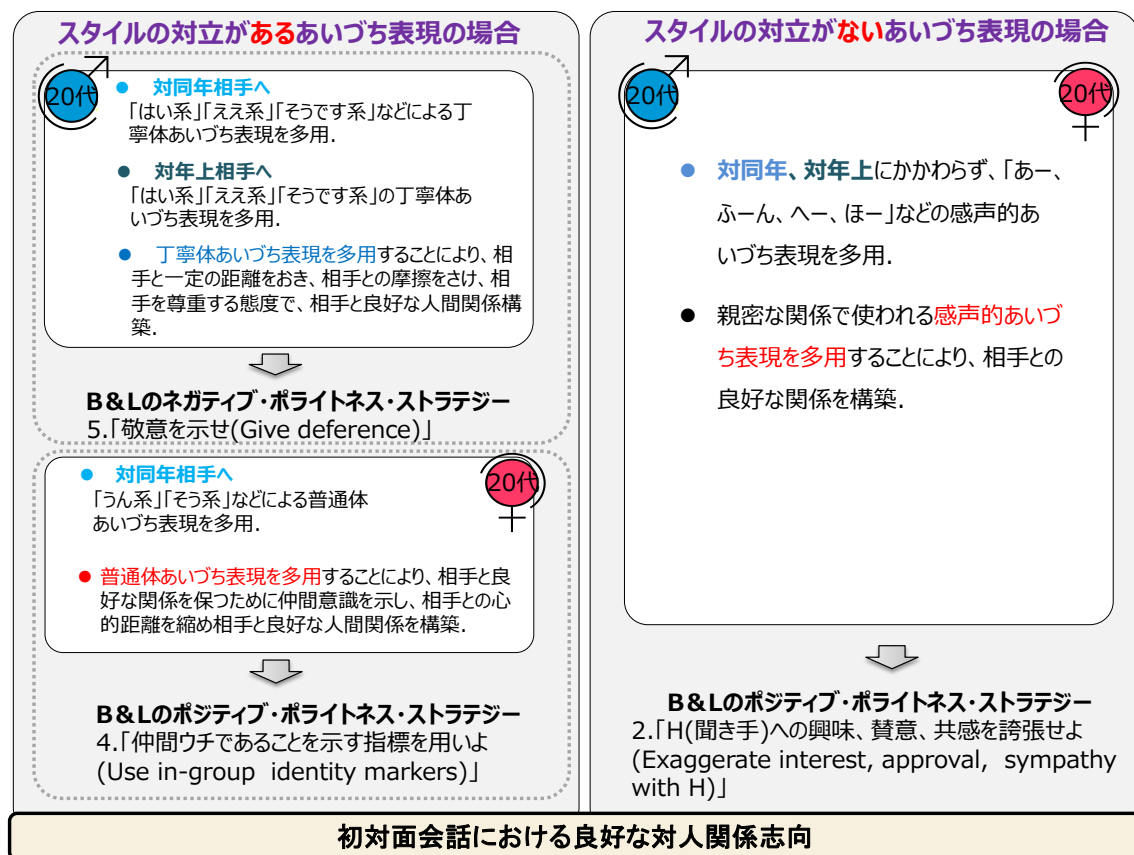 スタイルの対立があるあいづち表現の場合
20代
● 対同年相手へ
「はい系」「ええ系」「そうです系」などによる丁
寧体あいづち表現を多用.
● 対年上相手へ
「はい系」「ええ系」「そうです系」の丁寧体あ
いづち表現を多用.
● 丁寧体あいづち表現を多用することにより、相
手と一定の距離をおき、相手との摩擦をさけ、相
手を尊重する態度で、相手と良好な人間関係構
築.
B&Lのネガティブ・ポライトネス・ストラテジー
5.「敬意を示せ(Give deference)」
● 対同年相手へ
20代
「うん系」「そう系」などによる普通体
あいづち表現を多用.
● 普通体あいづち表現を多用することにより、相手と良
好な関係を保つために仲間意識を示し、相手との心
的距離を縮め相手と良好な人間関係を構築.
B&Lのポジティブ・ポライトネス・ストラテジー
4.「仲間ウチであることを示す指標を用いよ
(Use in-group identity markers)」
スタイルの対立がないあいづち表現の場合
20代
20代
● 対同年、対年上にかかわらず、「あー、
ふーん、へー、ほー」などの感声的あ
いづち表現を多用.
● 親密な関係で使われる感声的あいづ
ち表現を多用することにより、相手との
良好な関係を構築.
B&Lのポジティブ・ポライトネス・ストラテジー
2.「H(聞き手)への興味、賛意、共感を誇張せよ
(Exaggerate interest, approval, sympathy
with H)」
初対面会話における良好な対人関係志向